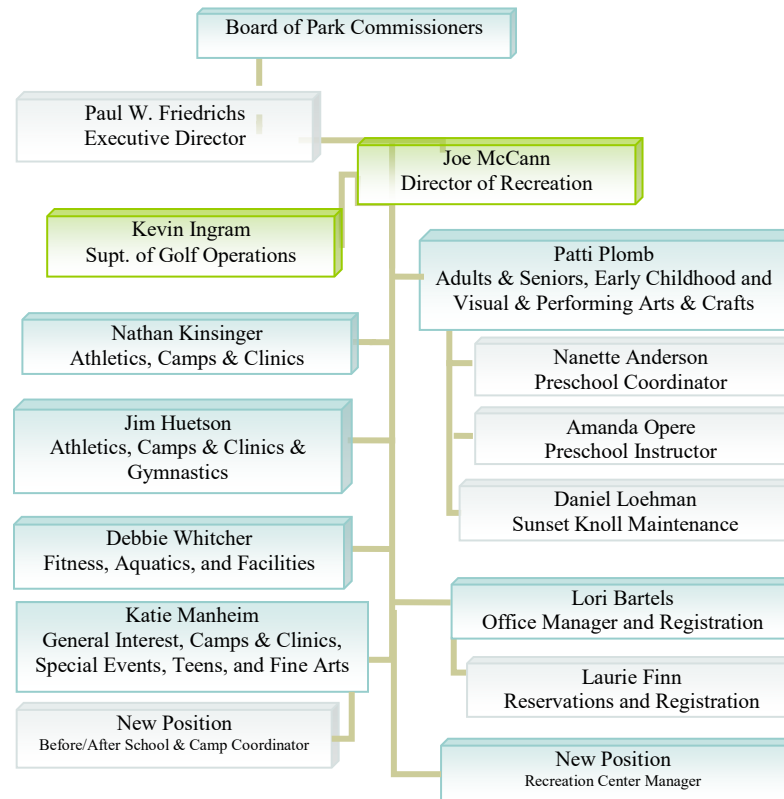 Board of Park Commissioners
Paul W. Friedrichs
Executive Director
Joe McCann
Director of Recreation
Kevin Ingram
Supt. of Golf Operations
Patti Plomb
Adults & Seniors, Early Childhood and
Visual & Performing Arts & Crafts
Nathan Kinsinger
Athletics, Camps & Clinics
Nanette Anderson
Preschool Coordinator
Jim Huetson
Athletics, Camps & Clinics &
Gymnastics
Amanda Opere
Preschool Instructor
Daniel Loehman
Sunset Knoll Maintenance
Debbie Whitcher
Fitness, Aquatics, and Facilities
Lori Bartels
Office Manager and Registration
Katie Manheim
General Interest, Camps & Clinics,
Special Events, Teens, and Fine Arts
Laurie Finn
Reservations and Registration
New Position
Before/After School & Camp Coordinator
New Position
Recreation Center Manager